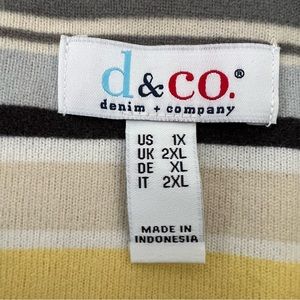 d&co.®
denim + company
US 1X
UK 2XL
DE XL
IT 2XL
MADE IN
INDONESIA